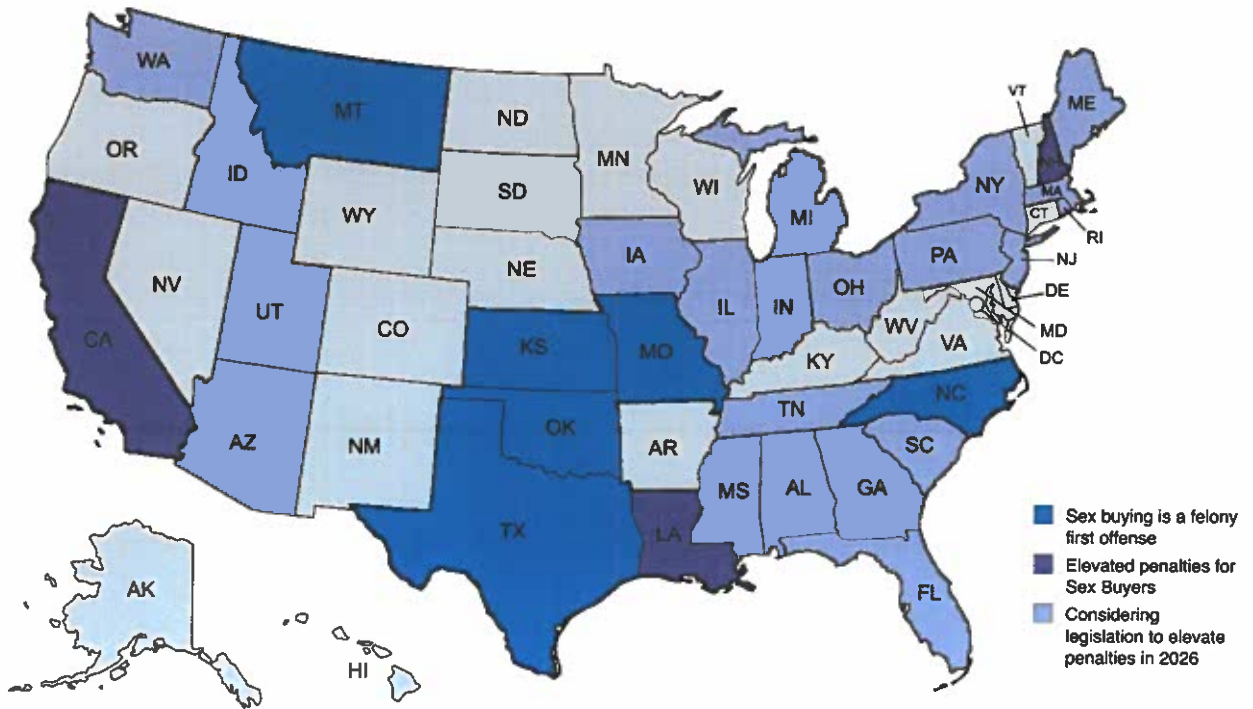 WA
MT
ND
MN
VT
ME
OR
ID
SD
WI
NY
NH
MA
WY
MI
CT
RI
IA
NE
PA
NJ
NV
UT
CO
IL
IN
OH
DE
WV
MD
CA
KS
MO
VA
DC
KY
NC
TN
AZ
NM
OK
AR
SC
MS
AL
GA
TX
LA
Sex buying is a felony
first offense
Elevated penalties for
Sex Buyers
AK
FL
Considering
legislation to elevate
penalties in 2026
HI